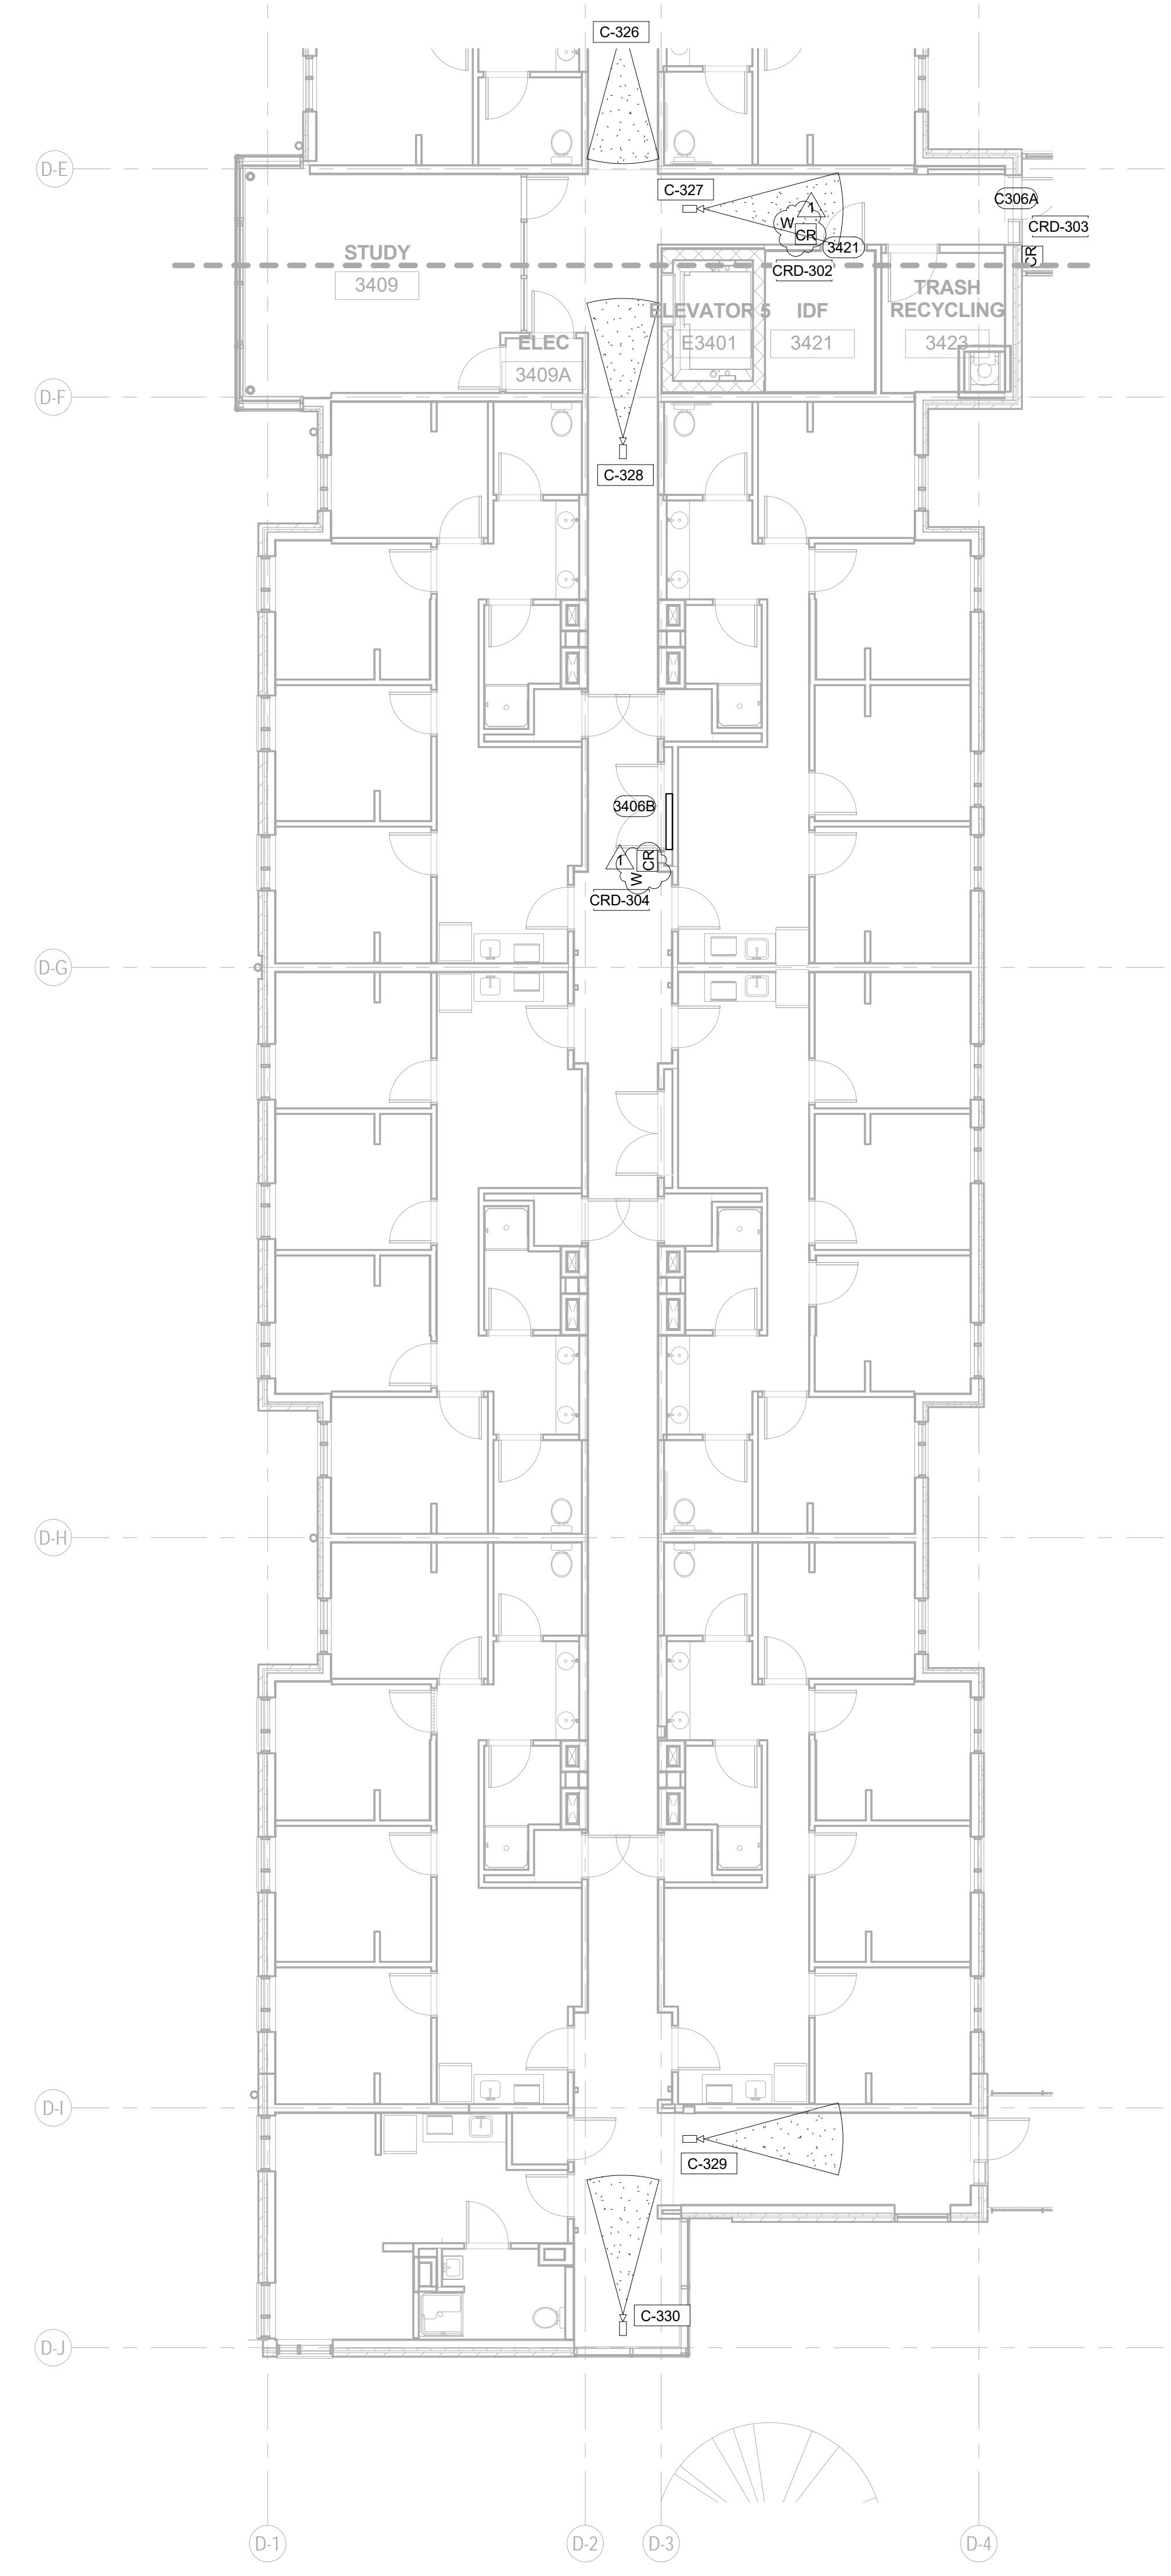 C-326
D-E
C-327
1
W
CR
3421
CRD-302
C306A
CRD-303
CR
STUDY
3409
ELEVATOR 5
E3401
IDF
3421
TRASH
RECYCLING
3423
ELEC
3409A
D-F
C-328
3406B
1
CR
W
CRD-304
D-G
D-H
D-I
C-329
C-330
D-J
D-1
D-2
D-3
D-4